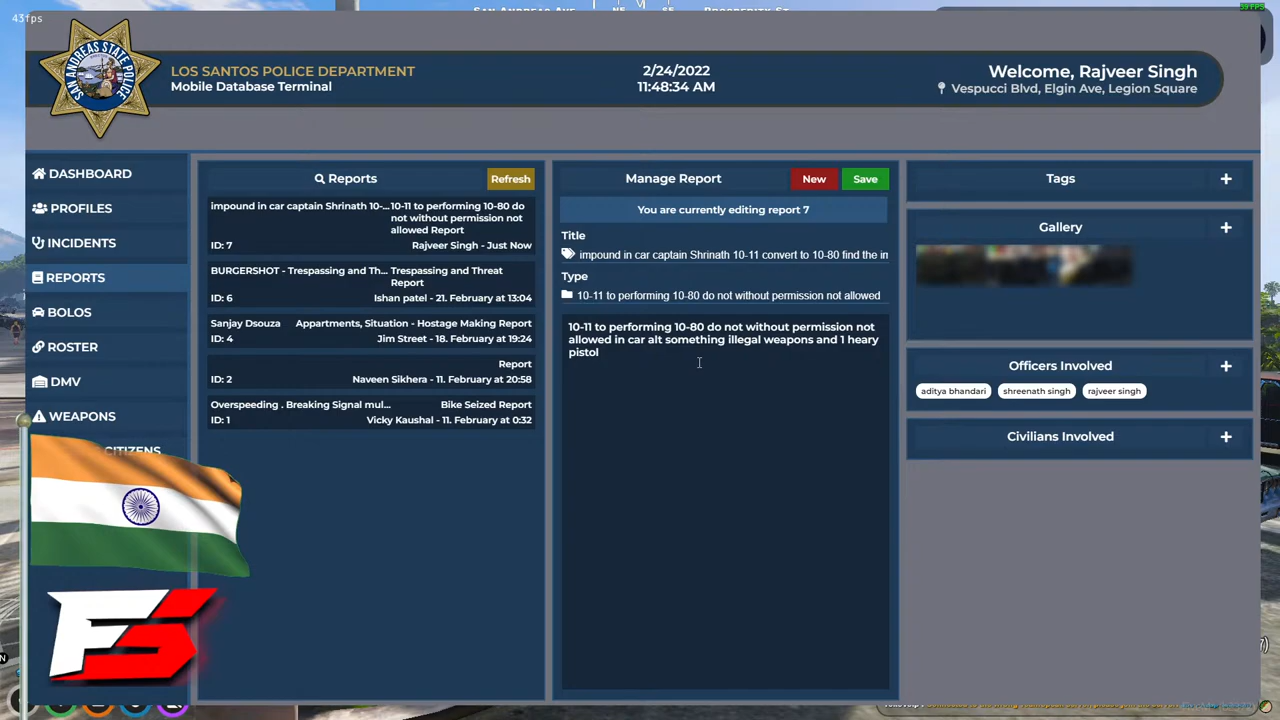 43fps
SAN ANDREAS AVE
NE
SE
PROSPERITY ST
LOS SANTOS POLICE DEPARTMENT
Mobile Database Terminal
2/24/2022
11:48:34 AM
Welcome, Rajveer Singh
Vespucci Blvd, Elgin Ave, Legion Square
DASHBOARD
PROFILES
INCIDENTS
REPORTS
BOLOS
ROSTER
DMV
WEAPONS
CITIZENS
FS
Reports
Refresh
impound in car captain Shrinath 10-...
10-11 to performing 10-80 do
not without permission not
allowed Report
ID: 7
Rajveer Singh - Just Now
BURGERSHOT - Trespassing and Th...
Trespassing and Threat
Report
ID: 6
Ishan patel - 21. February at 13:04
Sanjay Dsouza
Appartments, Situation - Hostage Making Report
ID: 4
Jim Street - 18. February at 19:24
Report
ID: 2
Naveen Sikhera - 11. February at 20:58
Overspeeding . Breaking Signal mul...
Bike Seized Report
ID: 1
Vicky Kaushal - 11. February at 0:32
Manage Report
New
Save
You are currently editing report 7
Title
impound in car captain Shrinath 10-11 convert to 10-80 find the in
Type
10-11 to performing 10-80 do not without permission not allowed
10-11 to performing 10-80 do not without permission not
allowed in car alt something illegal weapons and 1 heary
pistol
Tags
Gallery
Officers Involved
aditya bhandari
shreenath singh
rajveer singh
Civilians Involved